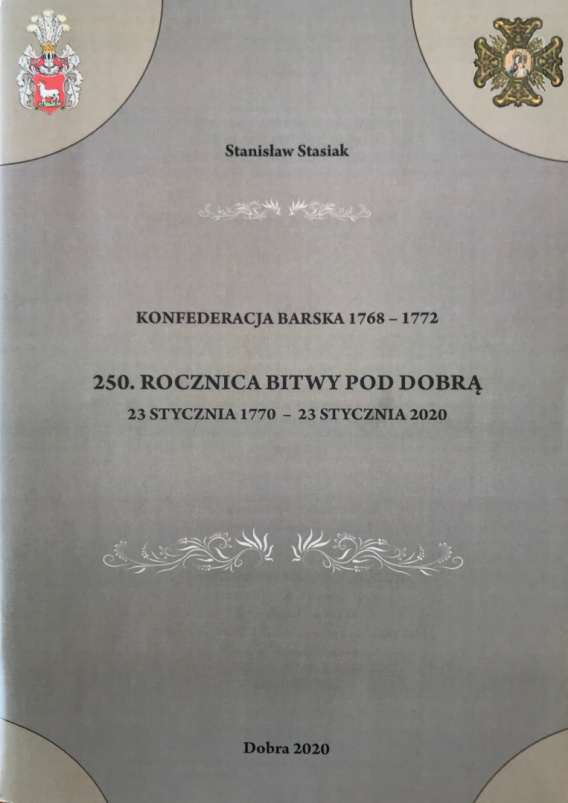 Stanisław Stasiak
KONFEDERACJA BARSKA 1768 – 1772
250. ROCZNICA BITWY POD DOBRĄ
23 STYCZNIA 1770 – 23 STYCZNIA 2020
Dobra 2020